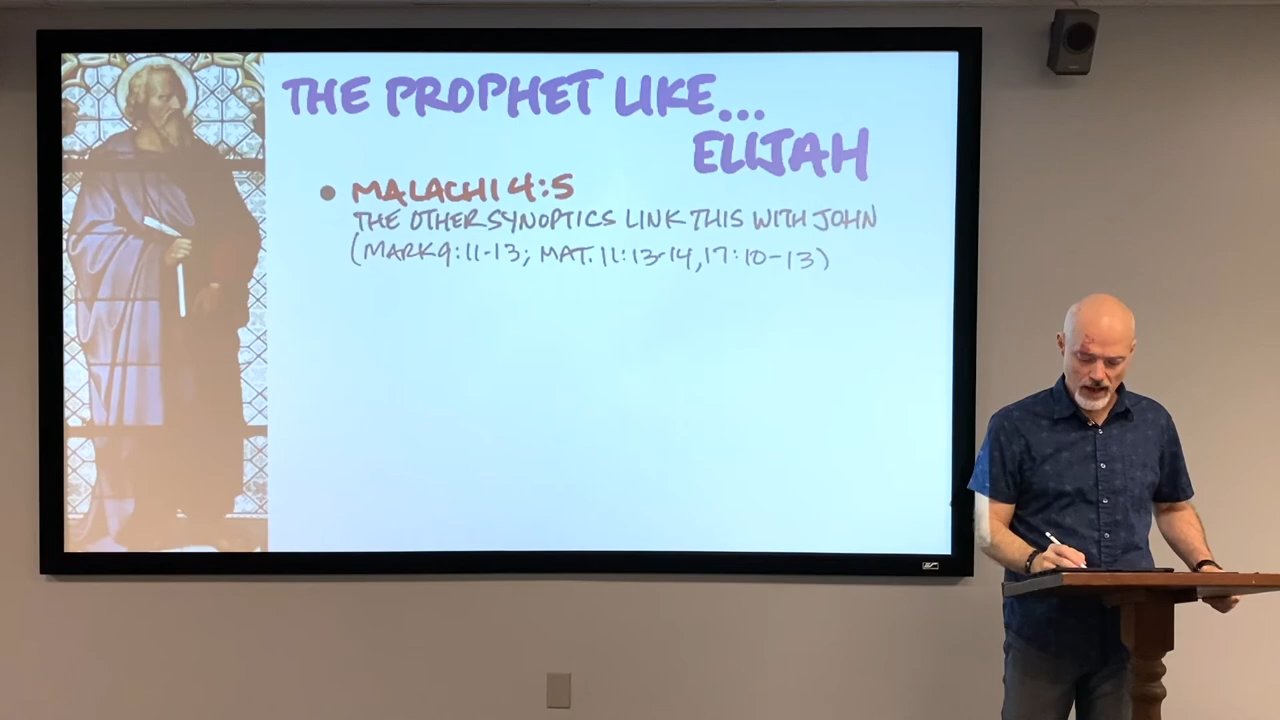 THE PROPHET LIKE...
ELIJAH
• MALACHI 4:5
THE OTHER SYNOPTICS LINK THIS WITH JOHN
(MARK 9:11-13; MAT. 11:13-14, 17:10-13)